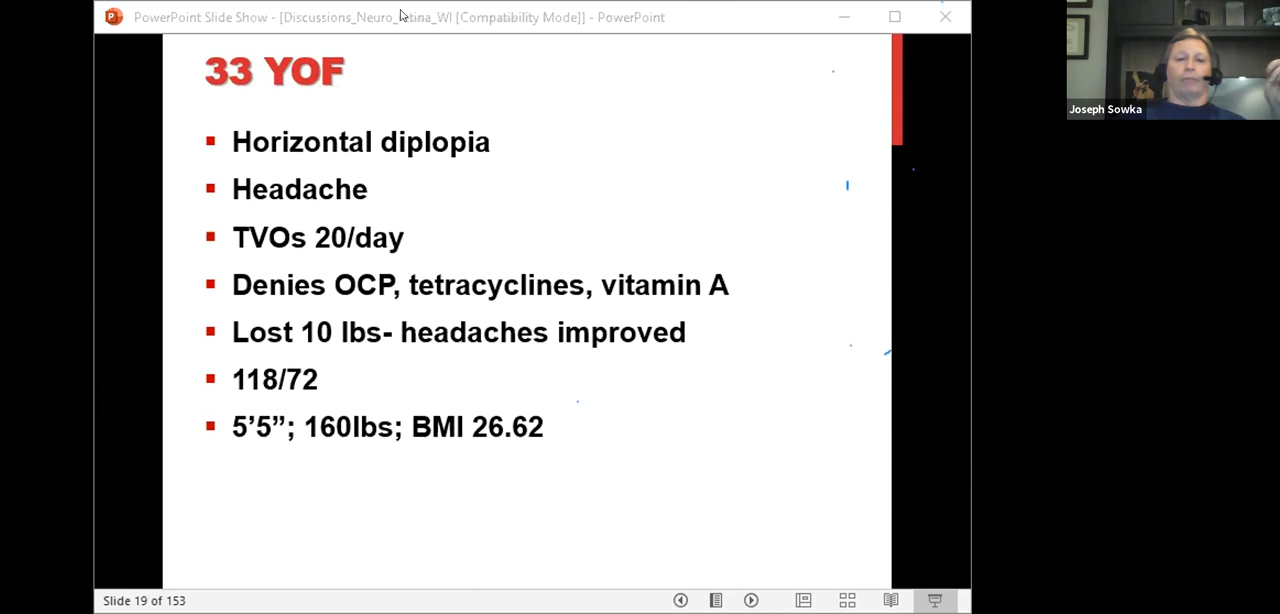 PowerPoint Slide Show - [Discussions_Neuro_Retina_WI [Compatibility Mode]] - PowerPoint
33 YOF
Horizontal diplopia
Headache
TVOs 20/day
Denies OCP, tetracyclines, vitamin A
Lost 10 lbs- headaches improved
118/72
5’5”; 160lbs; BMI 26.62
Slide 19 of 153
Joseph Sowka